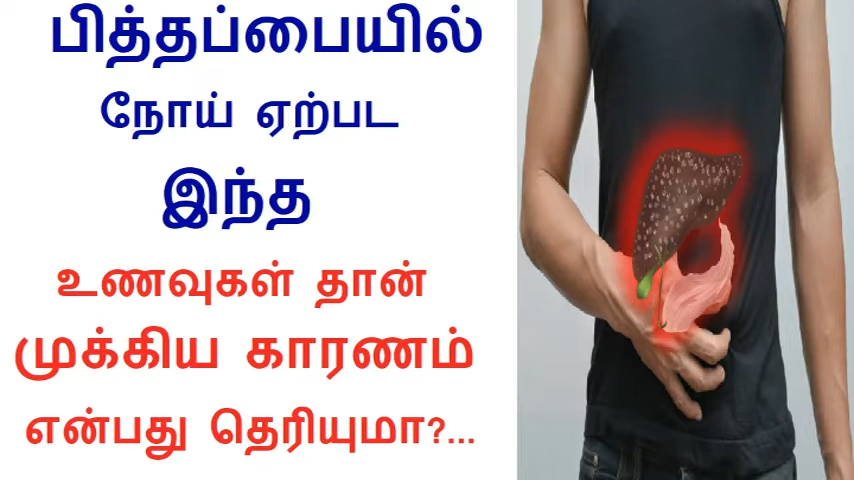 பித்தப்பையில்
நோய் ஏற்பட
இந்த
உணவுகள் தான்
முக்கிய காரணம்
என்பது தெரியுமா?...